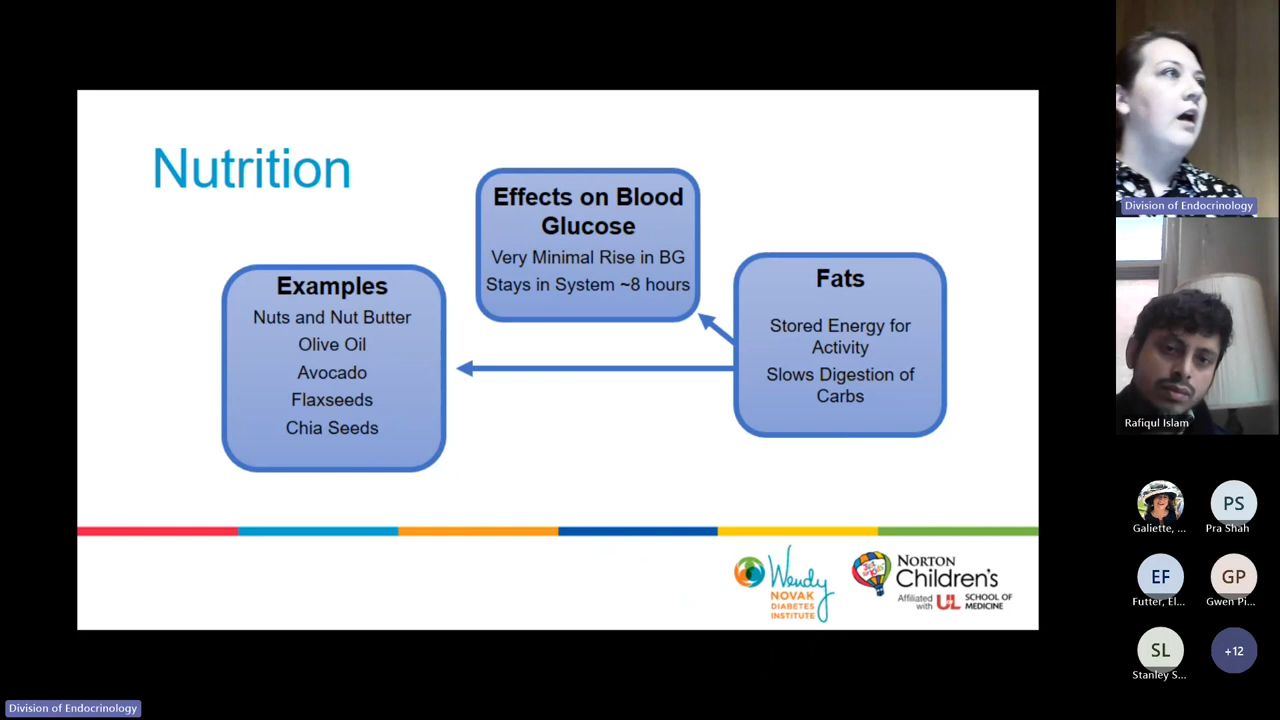 Nutrition
Effects on Blood
Glucose
Very Minimal Rise in BG
Stays in System ~8 hours
Examples
Nuts and Nut Butter
Olive Oil
Avocado
Flaxseeds
Chia Seeds
Fats
Stored Energy for
Activity
Slows Digestion of
Carbs
Wendy
NOVAK
DIABETES
INSTITUTE
Just for Kids
NORTON
Children's
Affiliated
with
UL
SCHOOL OF
MEDICINE
Division of Endocrinology
Rafiqul Islam
Galiette, ...
PS
Pra Shah
EF
Futter, El...
GP
Gwen Pi...
SL
Stanley S...
+12
Division of Endocrinology